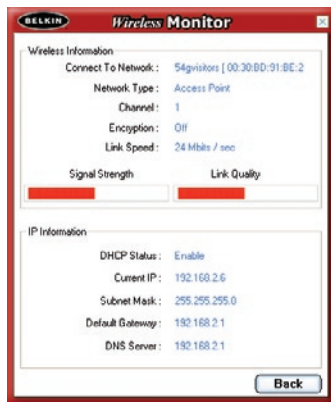 BELKIN Wireless Monitor
Wireless Information
Connect To Network : 54gvisitors [ 00:30:BD:91:BE:2
Network Type : Access Point
Channel : 1
Encryption : Off
Link Speed : 24 Mbits / sec
Signal Strength Link Quality
IP Information
DHCP Status : Enable
Current IP : 192.168.2.6
Subnet Mask : 255.255.255.0
Default Gateway : 192.168.2.1
DNS Server : 192.168.2.1
Back